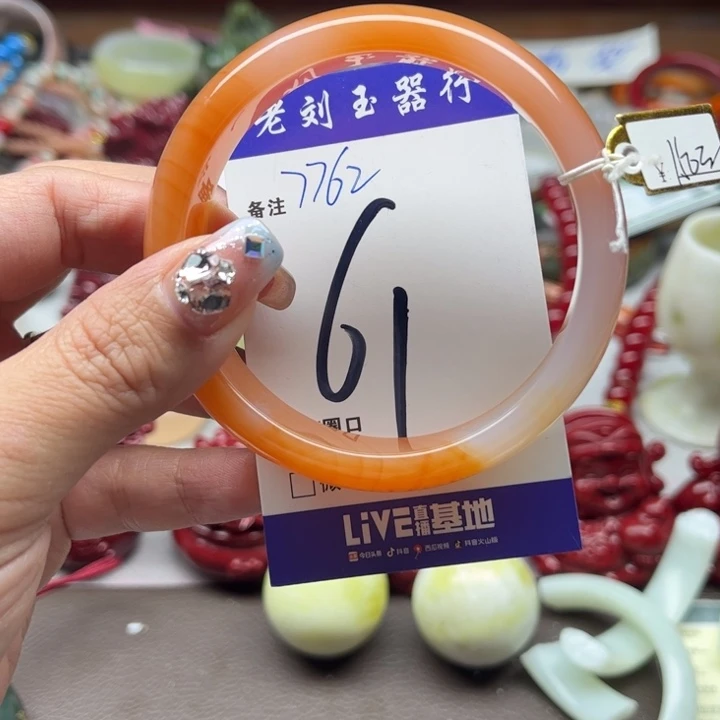 老刘玉器行
备注 7762
61
圈口
LiVE直播基地
今日头条 抖音 西瓜视频 抖音火山版